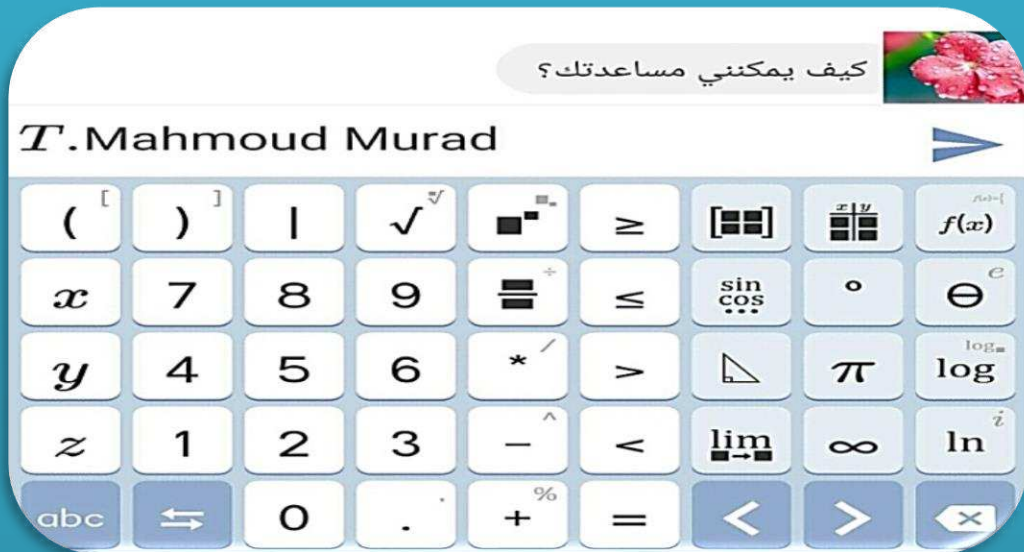 كيف يمكنني مساعدتك؟
T.Mahmoud Murad
( [ ) ] | √ ≥ x y f(x)
x 7 8 9 ÷ ≤ sin cos ... ° θ e
y 4 5 6 * / > π log log
z 1 2 3 − ^ < lim → ∞ ln i
abc ⇆ 0 . + % = < >